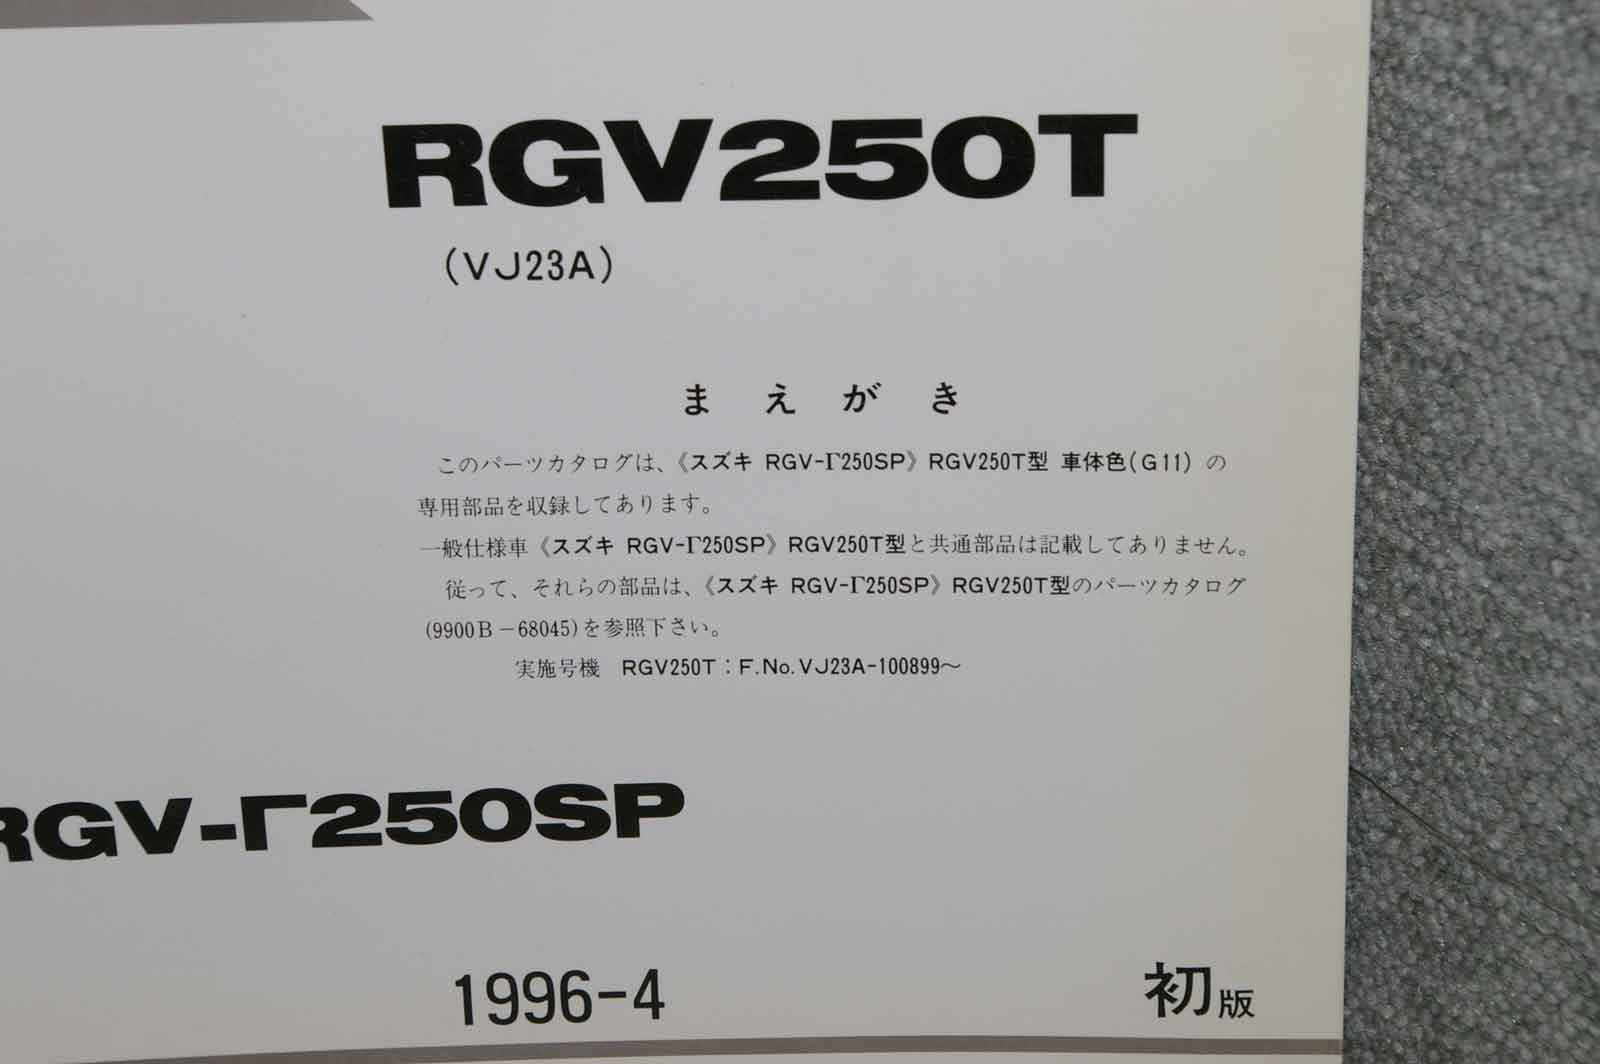 RGV250T
(VJ23A)
まえがき
このパーツカタログは、《スズキ RGV-Γ250SP》RGV250T型 車体色(G11)の
専用部品を収録してあります。
一般仕様車《スズキ RGV-Γ250SP》RGV250T型と共通部品は記載してありません。
従って、それらの部品は、《スズキ RGV-Γ250SP》RGV250T型のパーツカタログ
(9900B-68045)を参照下さい。
実施号機 RGV250T：F.No.VJ23A-100899～
RGV-Γ250SP
1996-4
初版